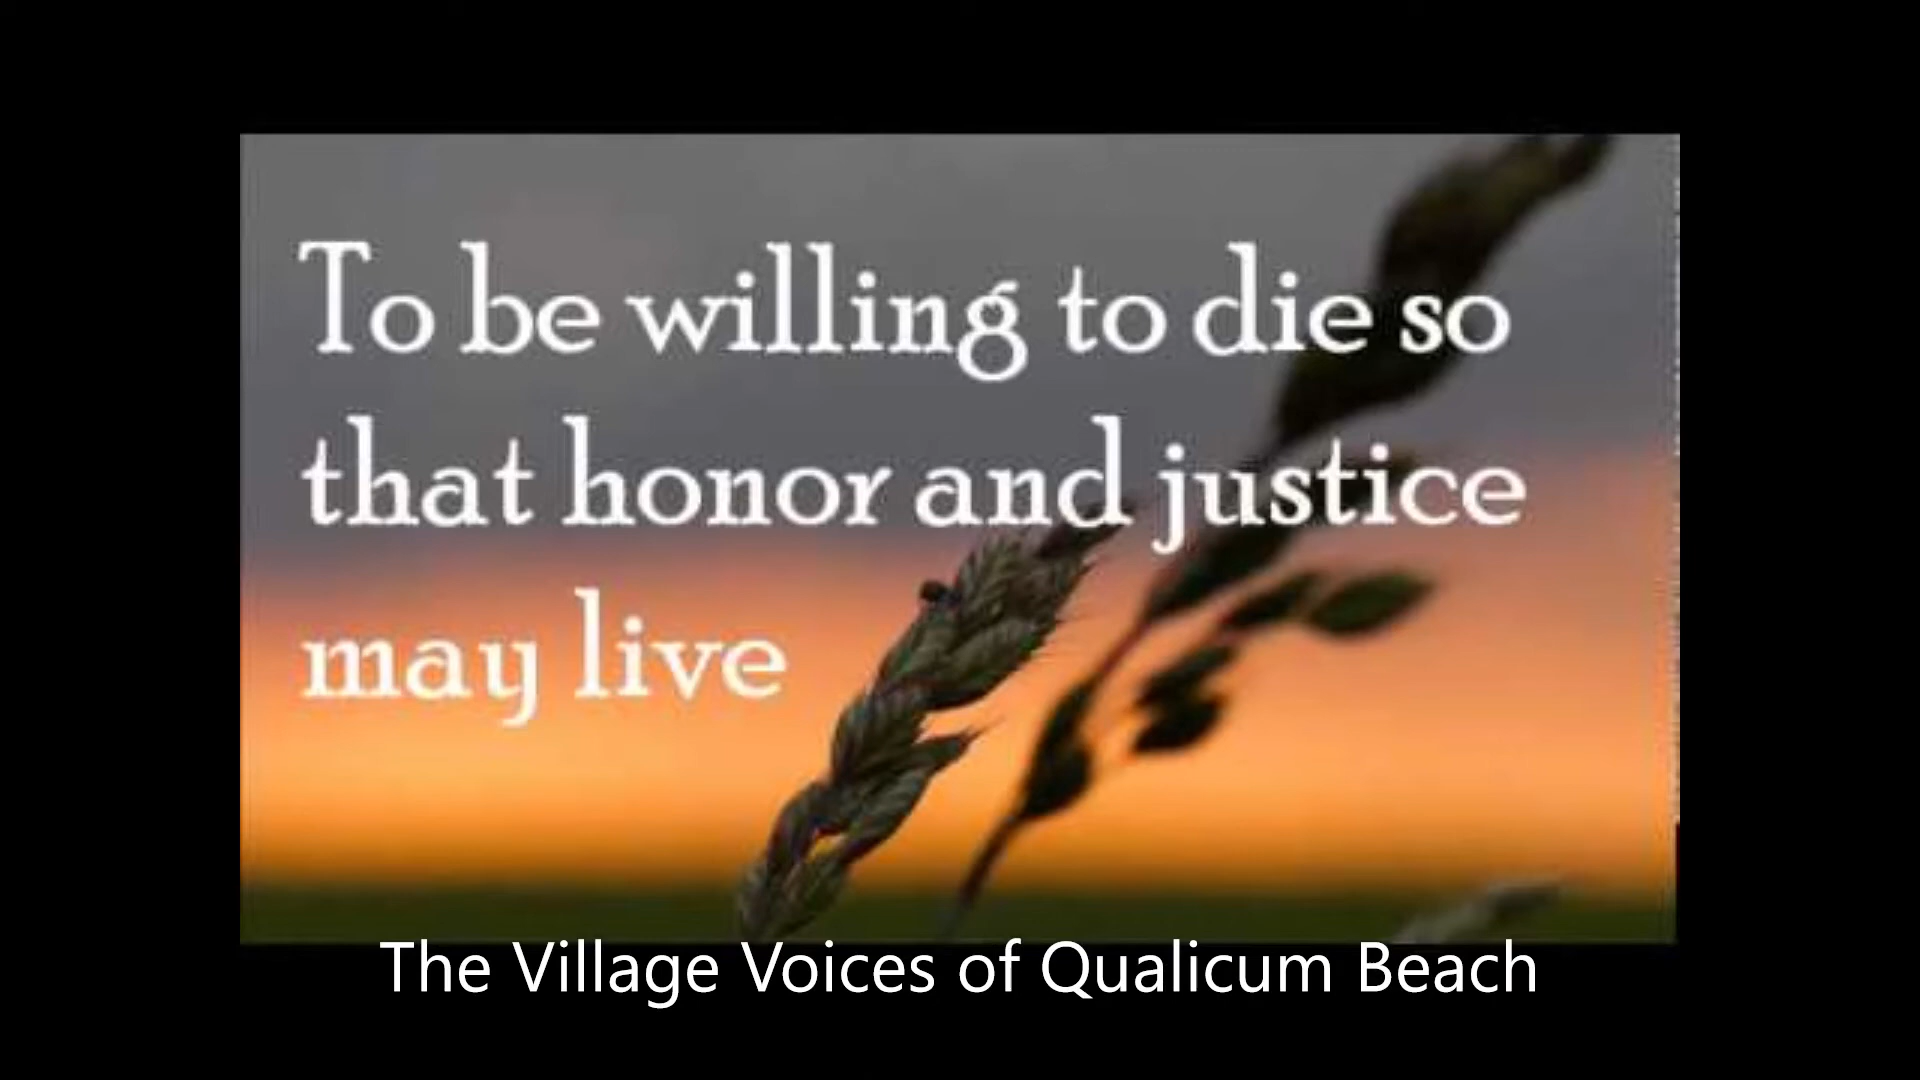 To be willing to die so
that honor and justice
may live
The Village Voices of Qualicum Beach